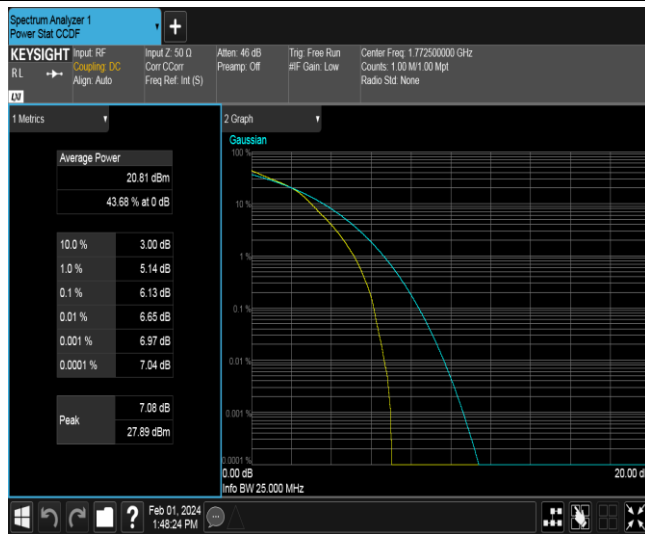 Spectrum Analyzer 1
Power Stat CCDF
+
KEYSIGHT
RL
LXI
Input: RF
Coupling: DC
Align: Auto
Input Z: 50 Ω
Corr CCorr
Freq Ref: Int (S)
Atten: 46 dB
Preamp: Off
Trig: Free Run
#IF Gain: Low
Center Freq: 1.772500000 GHz
Counts: 1.00 M/1.00 Mpt
Radio Std: None
1 Metrics
Average Power
20.81 dBm
43.68 % at 0 dB
10.0 % 3.00 dB
1.0 % 5.14 dB
0.1 % 6.13 dB
0.01 % 6.65 dB
0.001 % 6.97 dB
0.0001 % 7.04 dB
Peak
7.08 dB
27.89 dBm
2 Graph
Gaussian
100 %
10 %
1 %
0.1 %
0.01 %
0.001 %
0.0001 %
0.00 dB
20.00 d
Info BW 25.000 MHz
?
Feb 01, 2024
1:48:24 PM